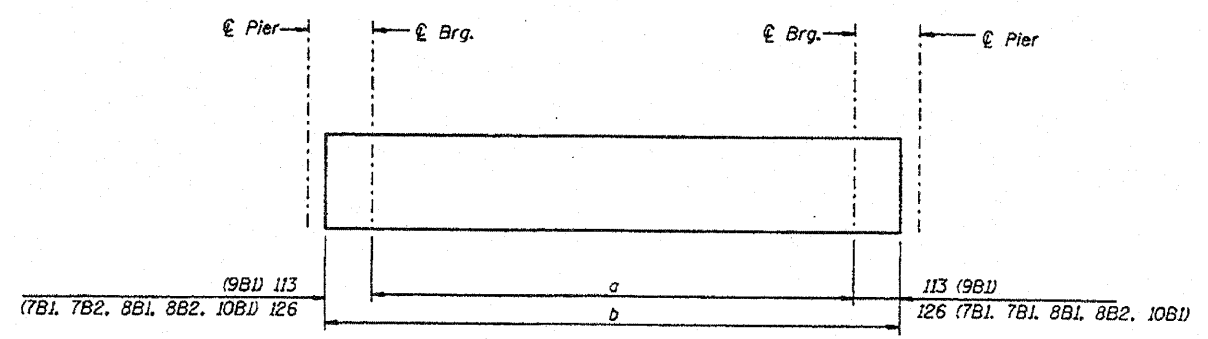 ℄ Pier
℄ Brg.
℄ Brg.
℄ Pier
(9B1) 113
a
113 (9B1)
(7B1, 7B2, 8B1, 8B2, 10B1) 126
b
126 (7B1, 7B1, 8B1, 8B2, 10B1)